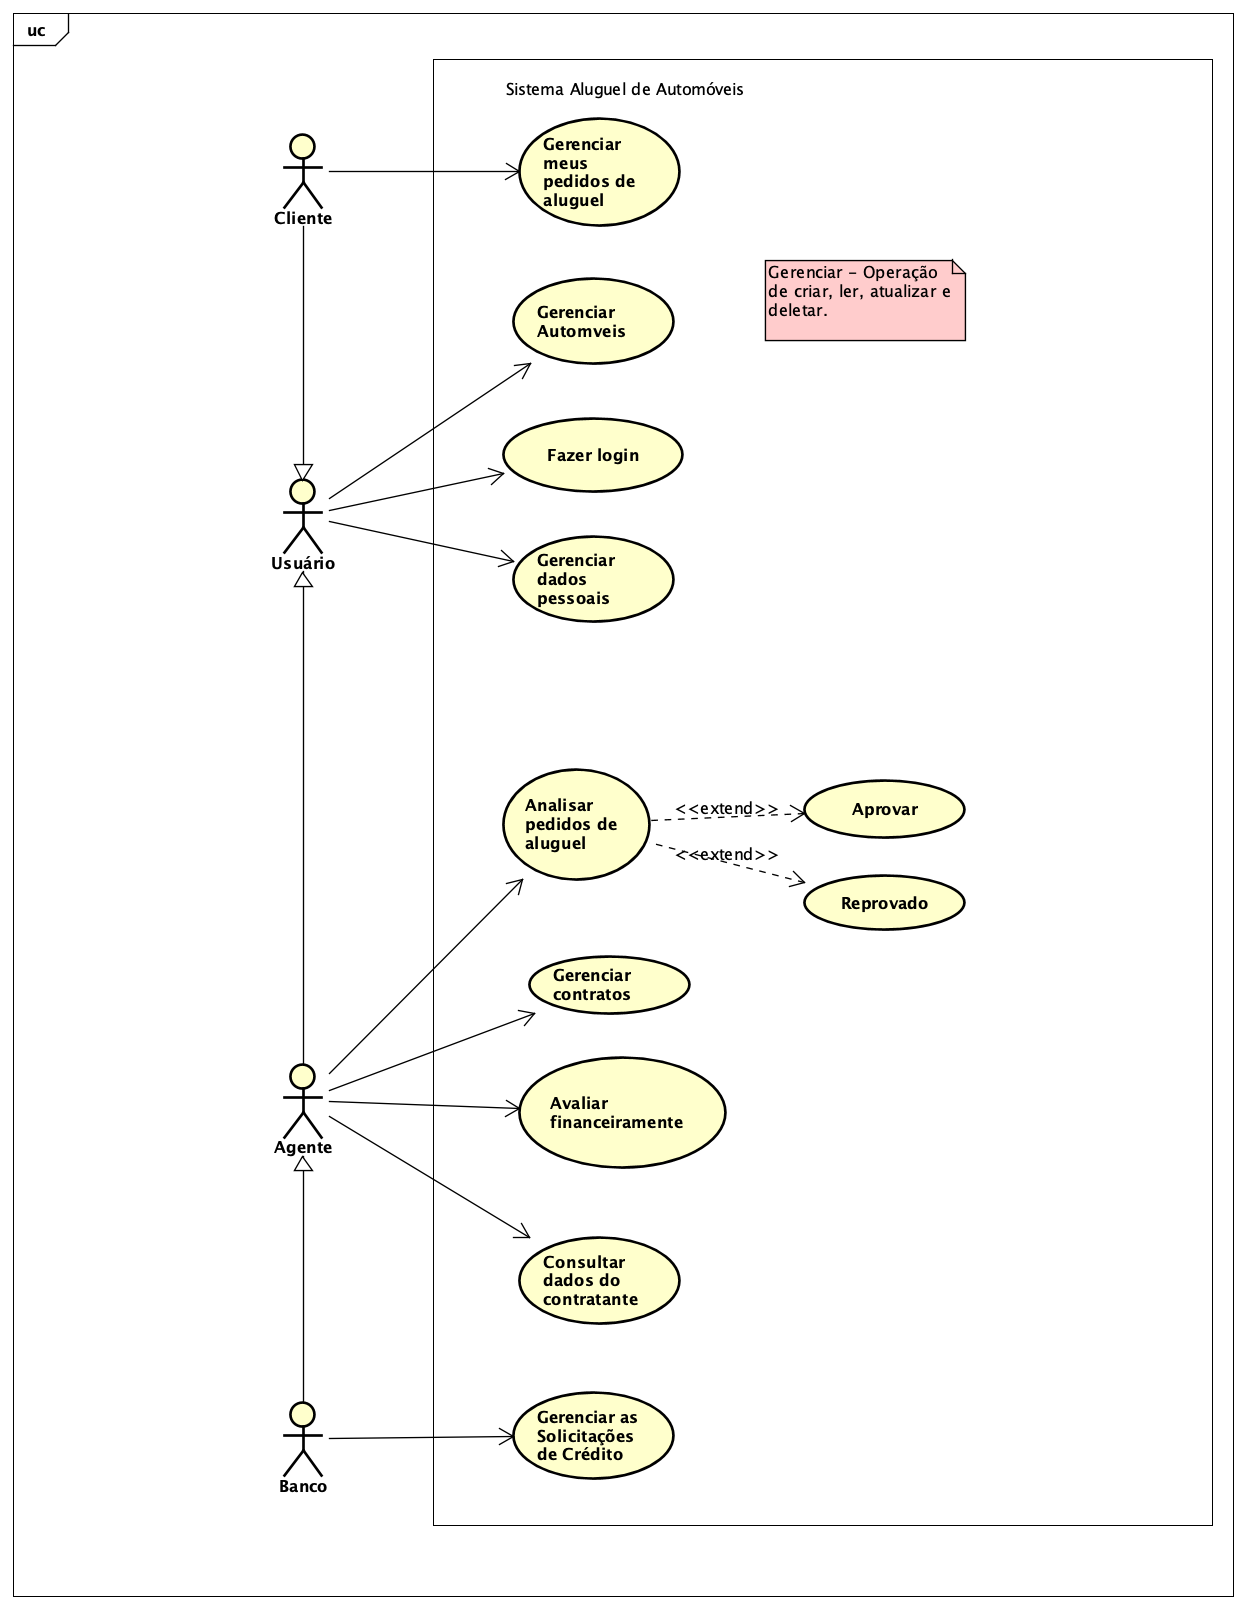 uc
Sistema Aluguel de Automóveis
Gerenciar
meus
pedidos de
aluguel
Cliente
Gerenciar – Operação
de criar, ler, atualizar e
deletar.
Gerenciar
Automveis
Fazer login
Usuário
Gerenciar
dados
pessoais
Analisar
pedidos de
aluguel
<<extend>>
Aprovar
<<extend>>
Reprovado
Gerenciar
contratos
Avaliar
financeiramente
Agente
Consultar
dados do
contratante
Gerenciar as
Solicitações
de Crédito
Banco